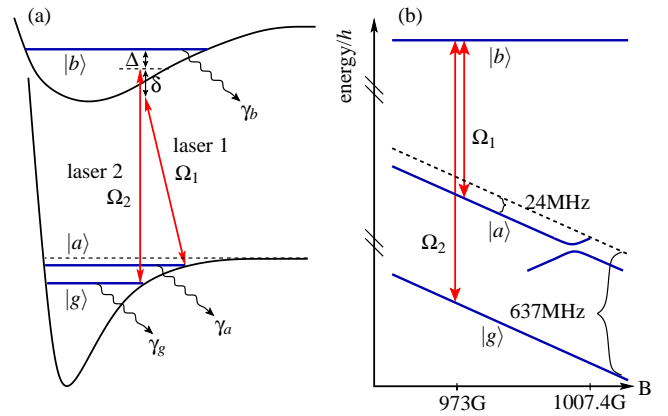 (a)
|b⟩
Δ
δ
γb
laser 1
laser 2
Ω1
Ω2
|a⟩
|g⟩
γg
γa
(b)
energy/h
|b⟩
Ω1
24MHz
|a⟩
Ω2
637MHz
|g⟩
B
973G
1007.4G